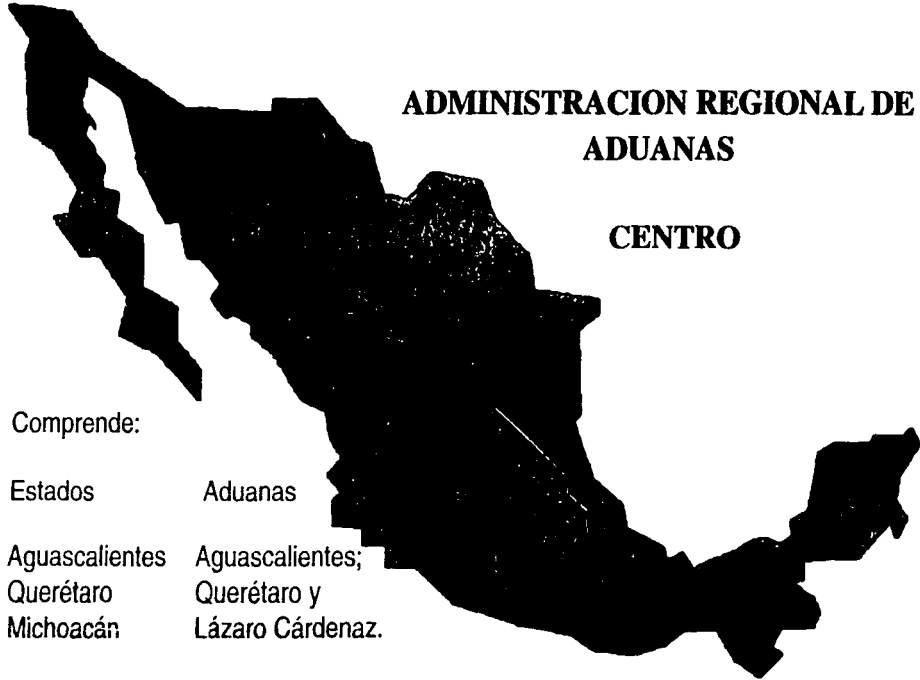 ADMINISTRACION REGIONAL DE
ADUANAS
CENTRO
Comprende:
Estados Aduanas
Aguascalientes Aguascalientes;
Querétaro Querétaro y
Michoacán Lázaro Cárdenaz.